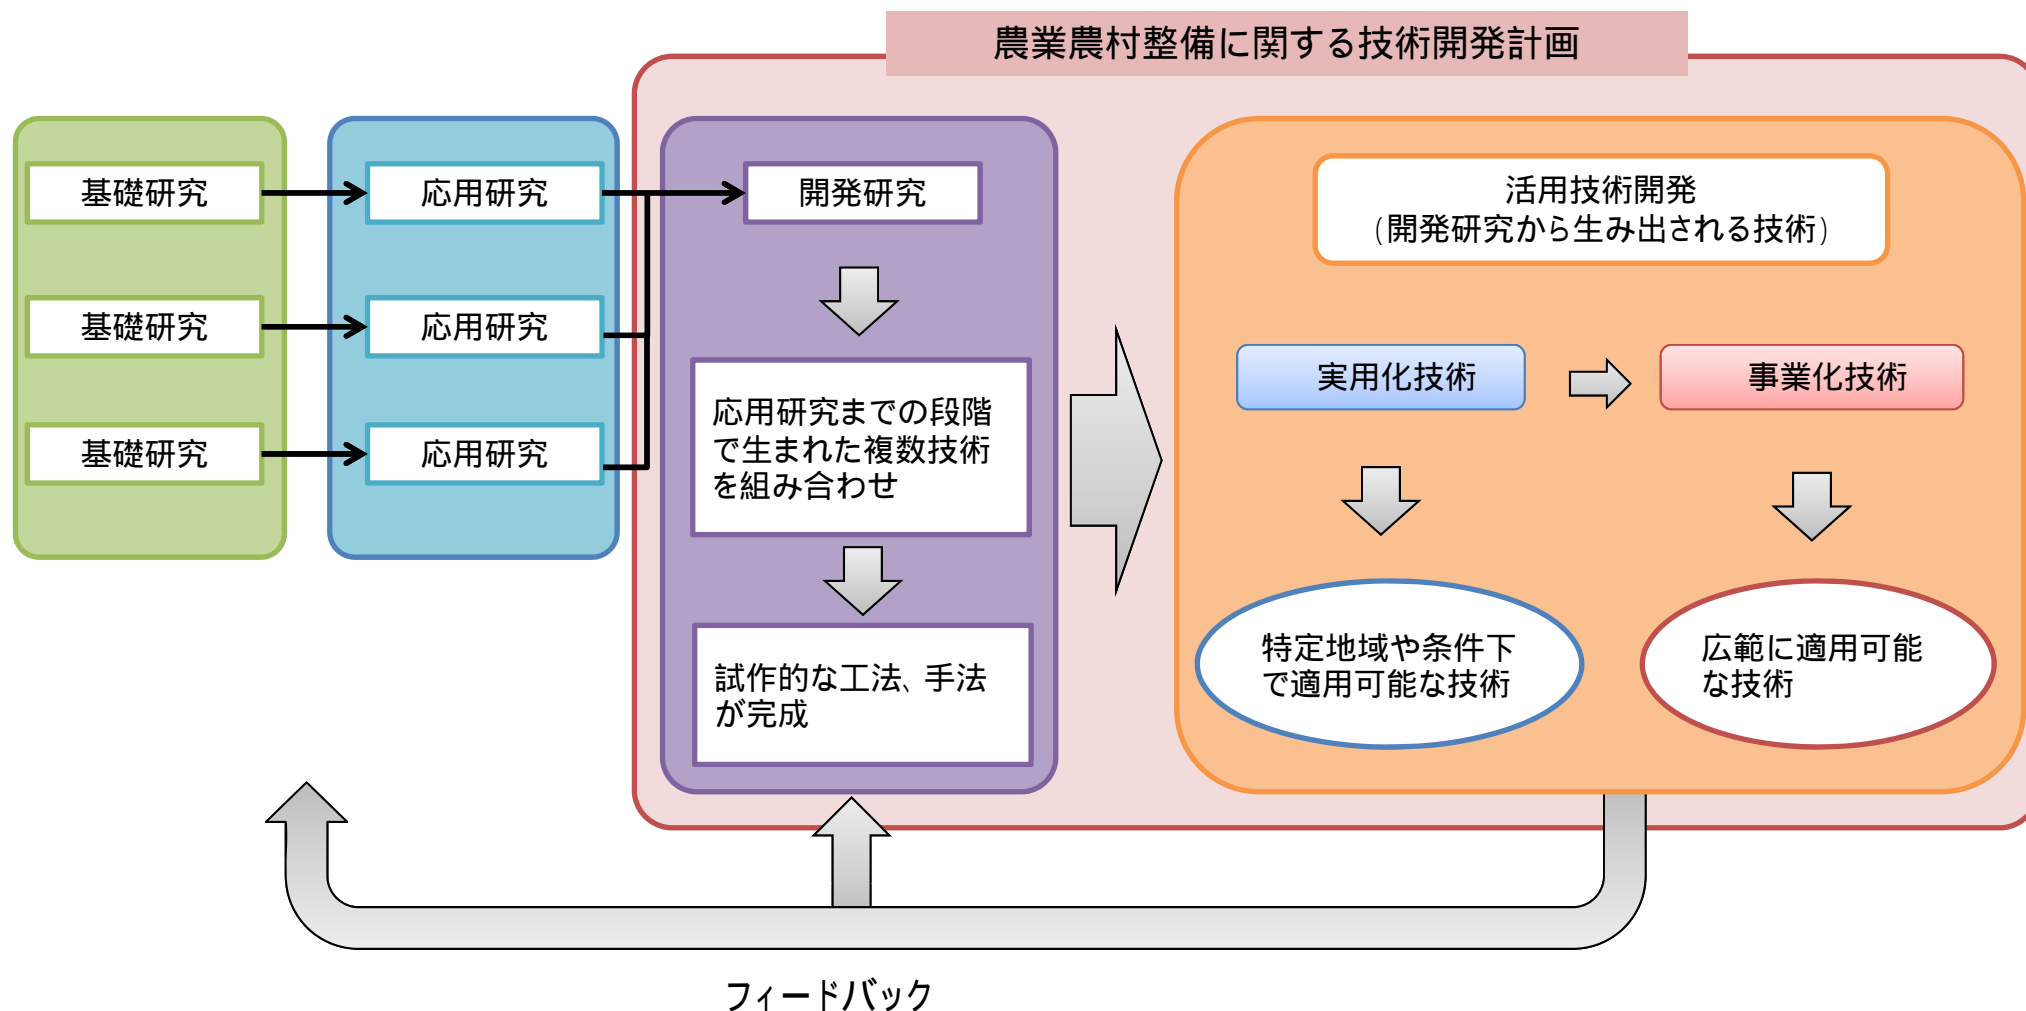 農業農村整備に関する技術開発計画
基礎研究
応用研究
開発研究
基礎研究
応用研究
基礎研究
応用研究
応用研究までの段階
で生まれた複数技術
を組み合わせ
試作的な工法、手法
が完成
活用技術開発
(開発研究から生み出される技術)
実用化技術
事業化技術
特定地域や条件下
で適用可能な技術
広範に適用可能
な技術
フィードバック